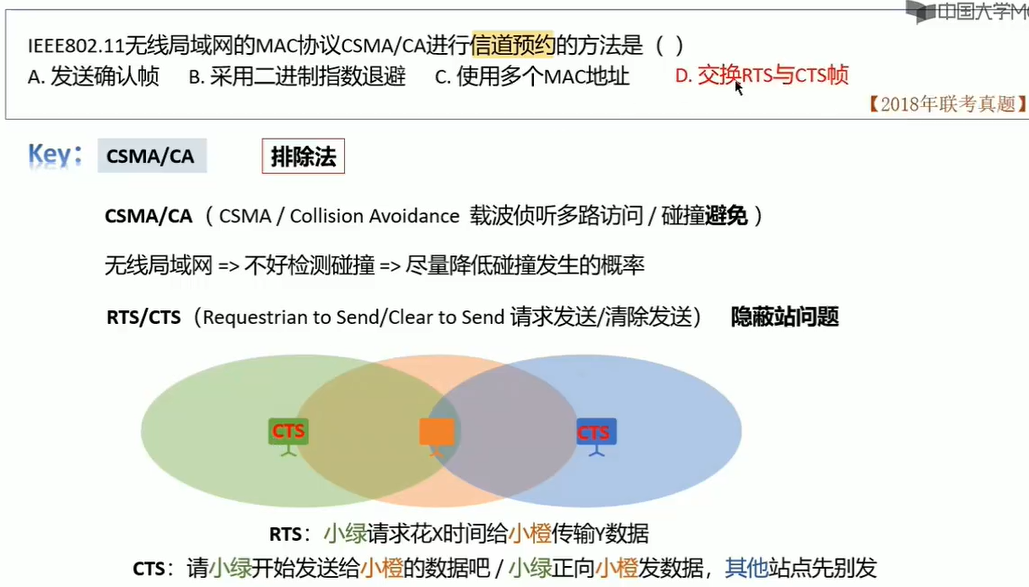 中国大学M
IEEE802.11无线局域网的MAC协议CSMA/CA进行信道预约的方法是（ ）
A. 发送确认帧 B. 采用二进制指数退避 C. 使用多个MAC地址 D. 交换RTS与CTS帧
【2018年联考真题】
Key： CSMA/CA 排除法
CSMA/CA（ CSMA / Collision Avoidance 载波侦听多路访问 / 碰撞避免 ）
无线局域网 => 不好检测碰撞 => 尽量降低碰撞发生的概率
RTS/CTS（Requestrian to Send/Clear to Send 请求发送/清除发送） 隐蔽站问题
CTS CTS
RTS：小绿请求花X时间给小橙传输Y数据
CTS：请小绿开始发送给小橙的数据吧 / 小绿正向小橙发数据，其他站点先别发